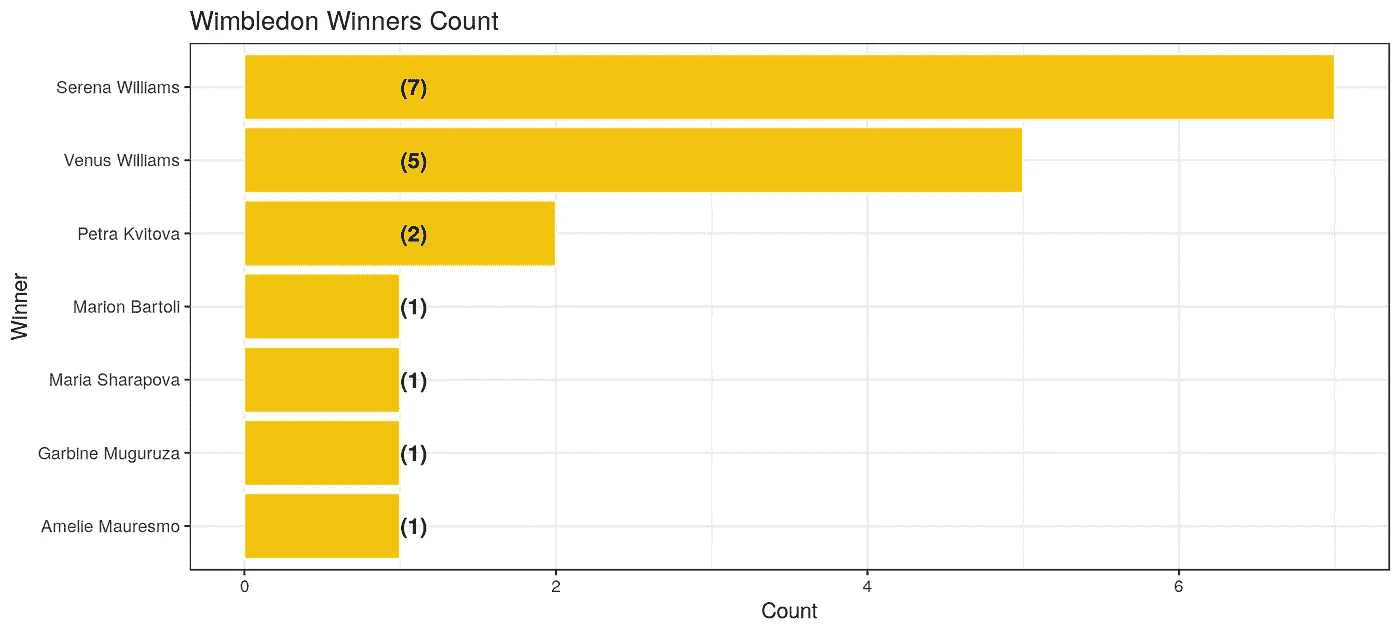 Wimbledon Winners Count
Winner
Serena Williams (7)
Venus Williams (5)
Petra Kvitova (2)
Marion Bartoli (1)
Maria Sharapova (1)
Garbine Muguruza (1)
Amelie Mauresmo (1)
0 2 4 6
Count